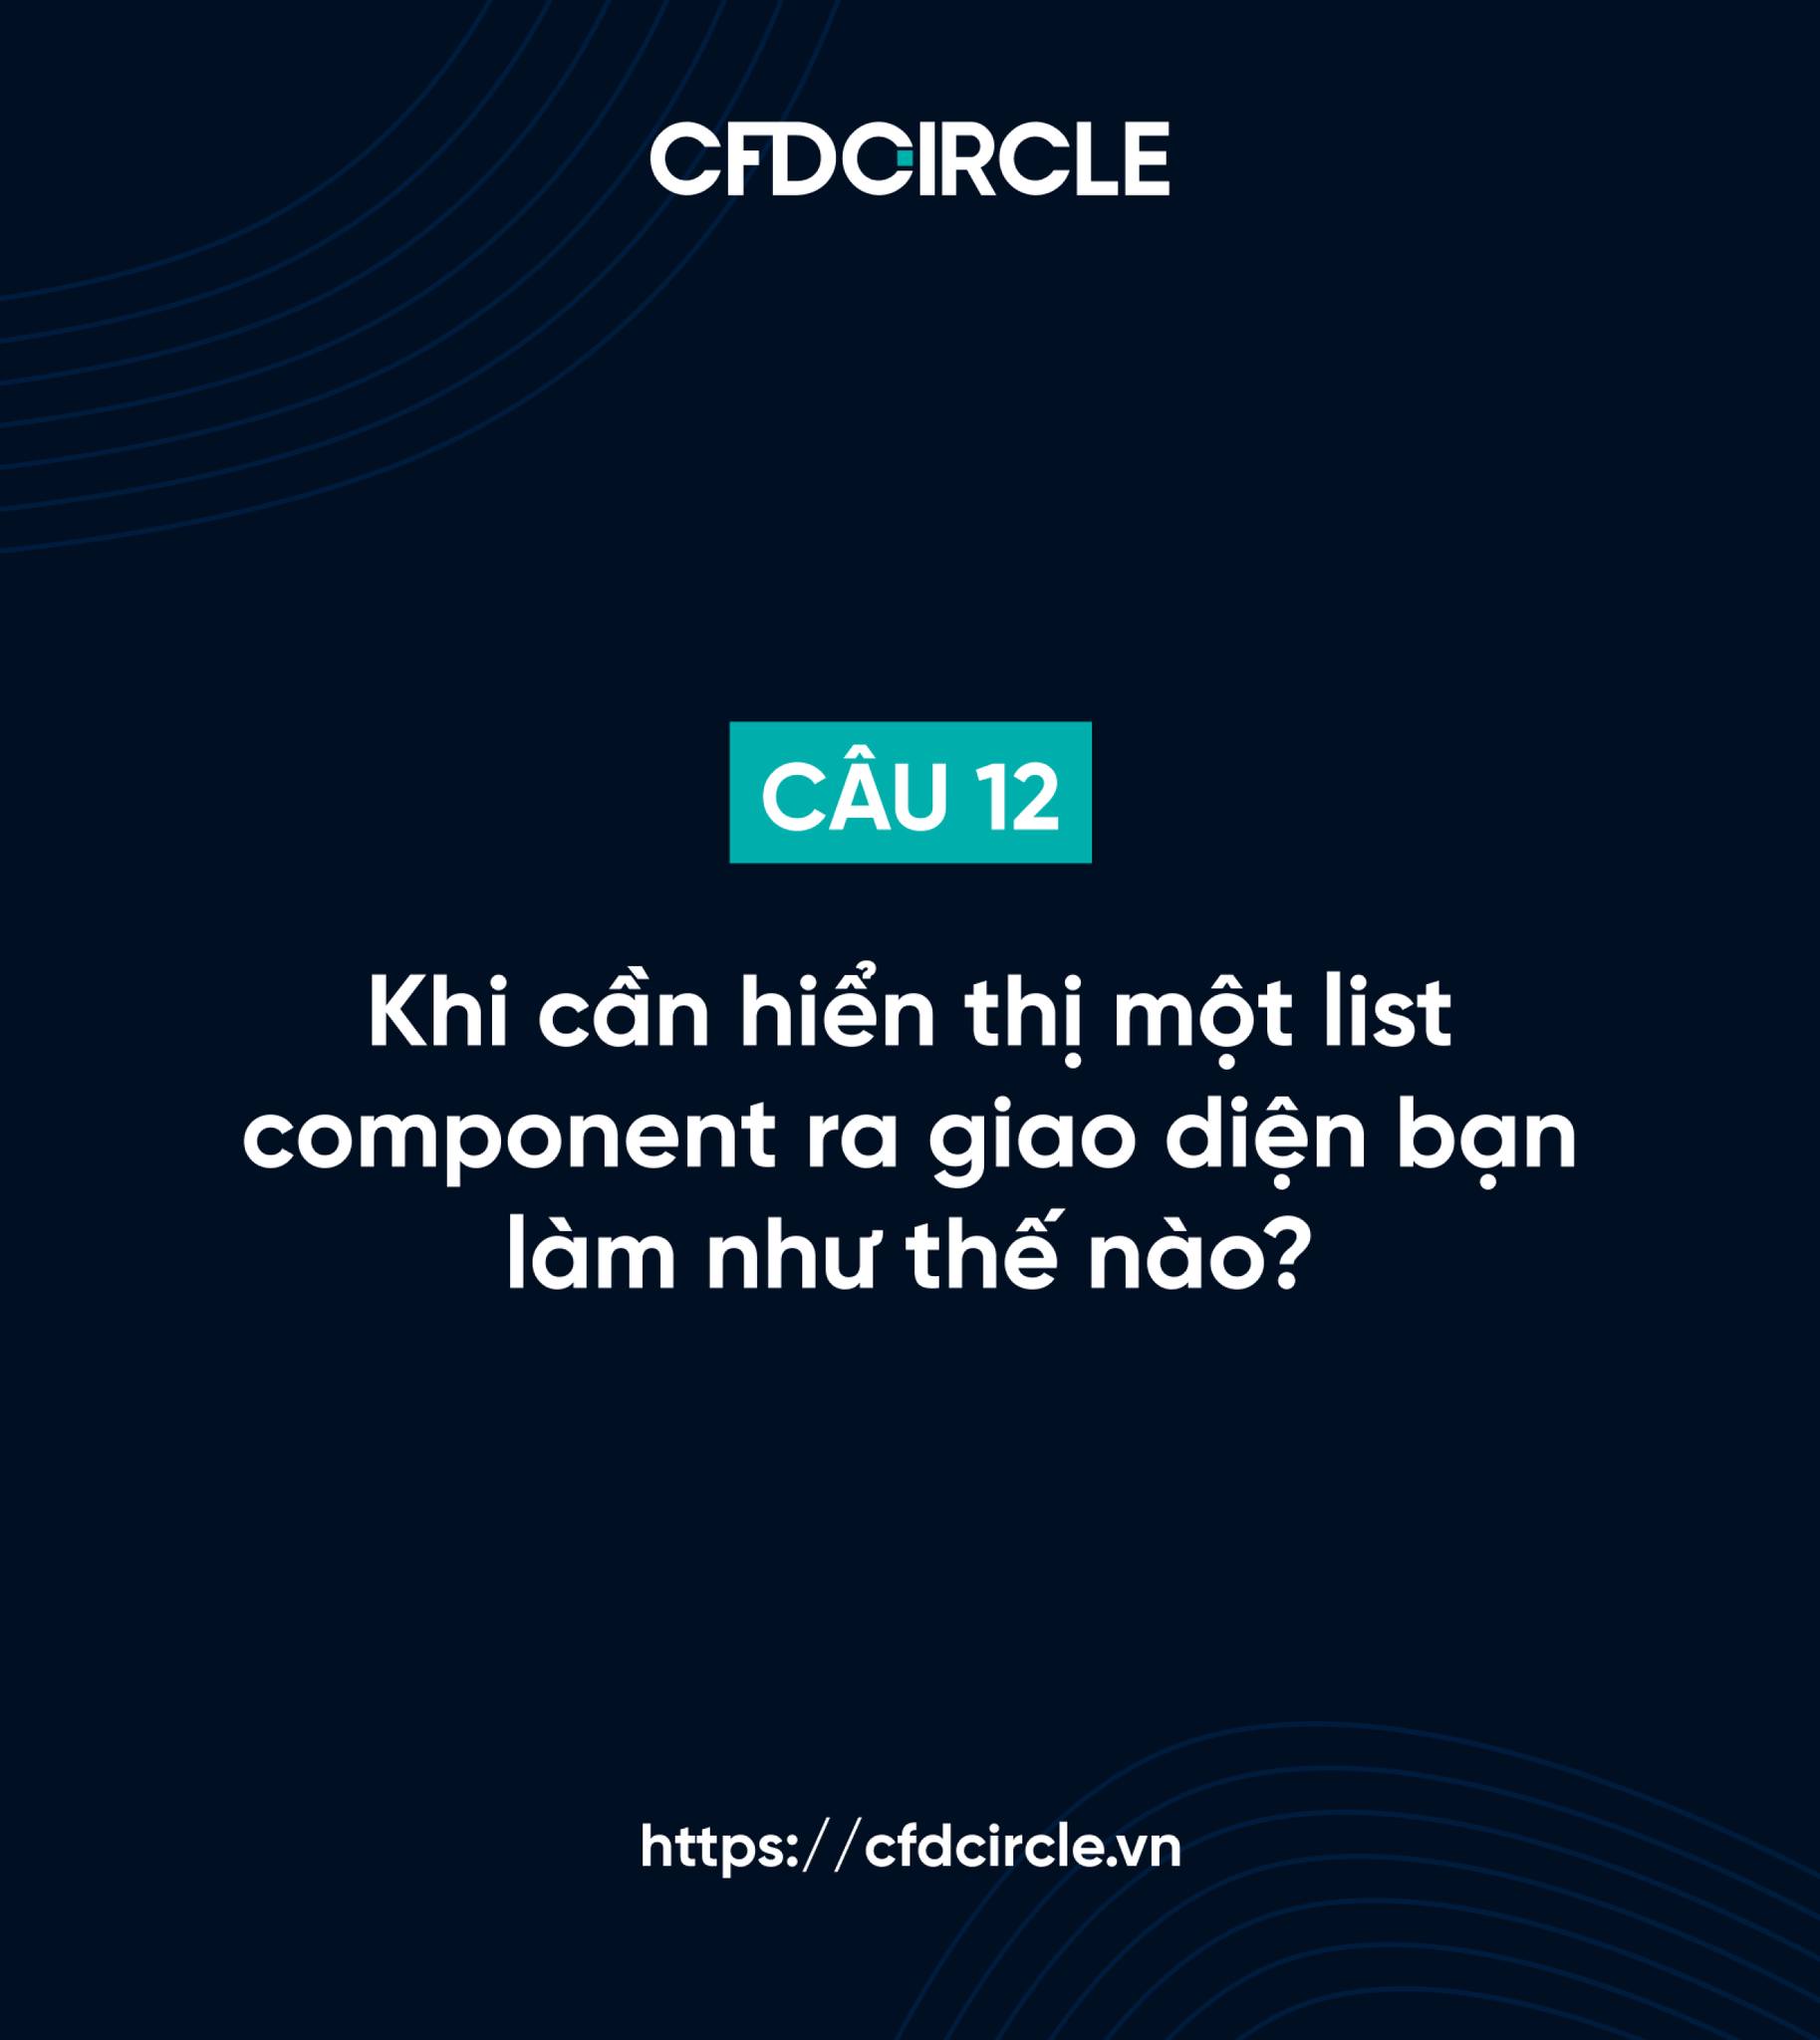 CFDCIRCLE
CÂU 12
Khi cần hiển thị một list
component ra giao diện bạn
làm như thế nào?
https://cfdcircle.vn